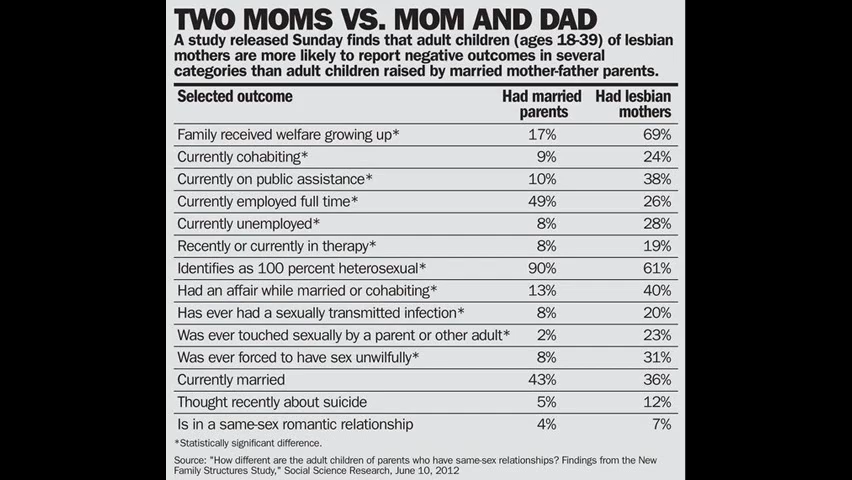 TWO MOMS VS. MOM AND DAD
A study released Sunday finds that adult children (ages 18-39) of lesbian
mothers are more likely to report negative outcomes in several
categories than adult children raised by married mother-father parents.
Selected outcome Had married parents Had lesbian mothers
Family received welfare growing up* 17% 69%
Currently cohabiting* 9% 24%
Currently on public assistance* 10% 38%
Currently employed full time* 49% 26%
Currently unemployed* 8% 28%
Recently or currently in therapy* 8% 19%
Identifies as 100 percent heterosexual* 90% 61%
Had an affair while married or cohabiting* 13% 40%
Has ever had a sexually transmitted infection* 8% 20%
Was ever touched sexually by a parent or other adult* 2% 23%
Was ever forced to have sex unwilfully* 8% 31%
Currently married 43% 36%
Thought recently about suicide 5% 12%
Is in a same-sex romantic relationship 4% 7%
*Statistically significant difference.
Source: "How different are the adult children of parents who have same-sex relationships? Findings from the New
Family Structures Study," Social Science Research, June 10, 2012